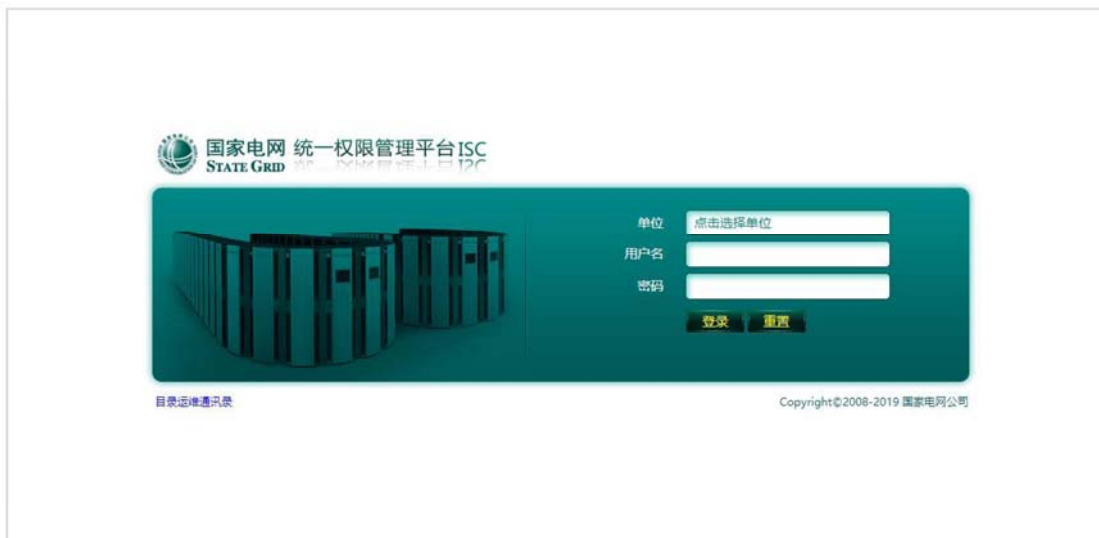 国家电网 统一权限管理平台ISC
STATE GRID
单位 点击选择单位
用户名
密码
登录 重置
目录运维通讯录 Copyright©2008-2019 国家电网公司